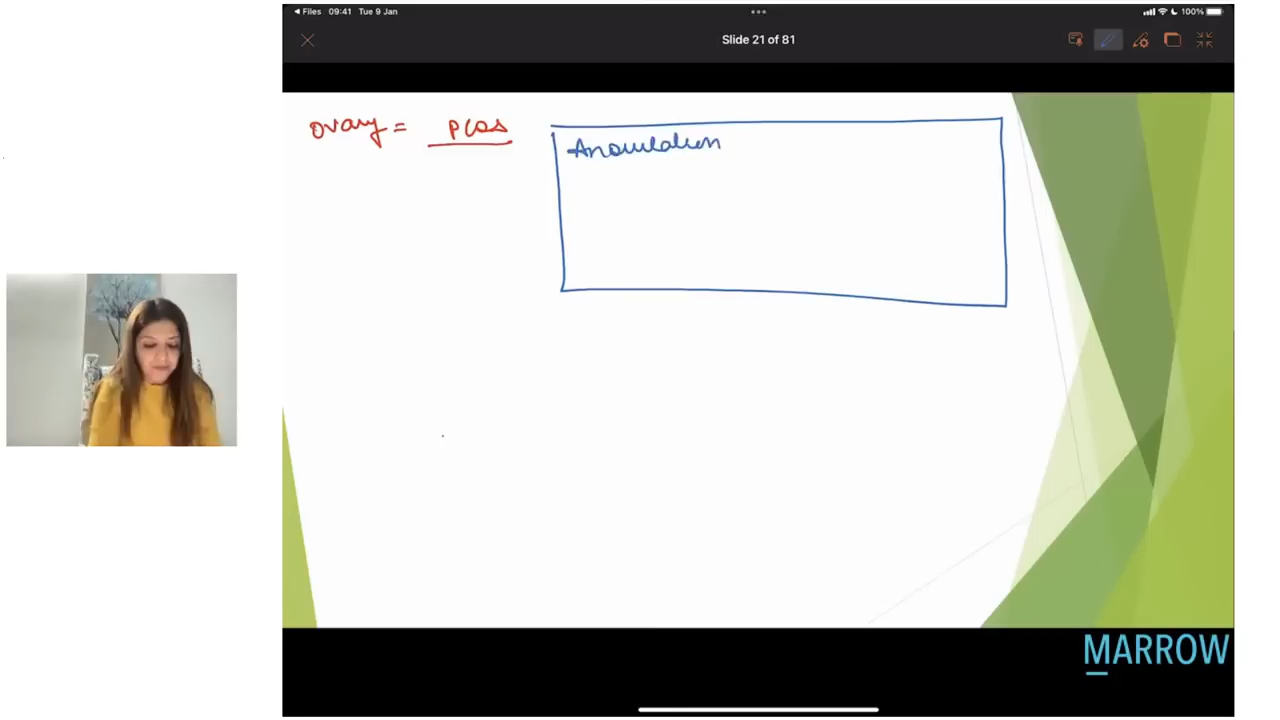 Files 09:41 Tue 9 Jan
100%
Slide 21 of 81
Ovary = PCOS
Anovulation
MARROW